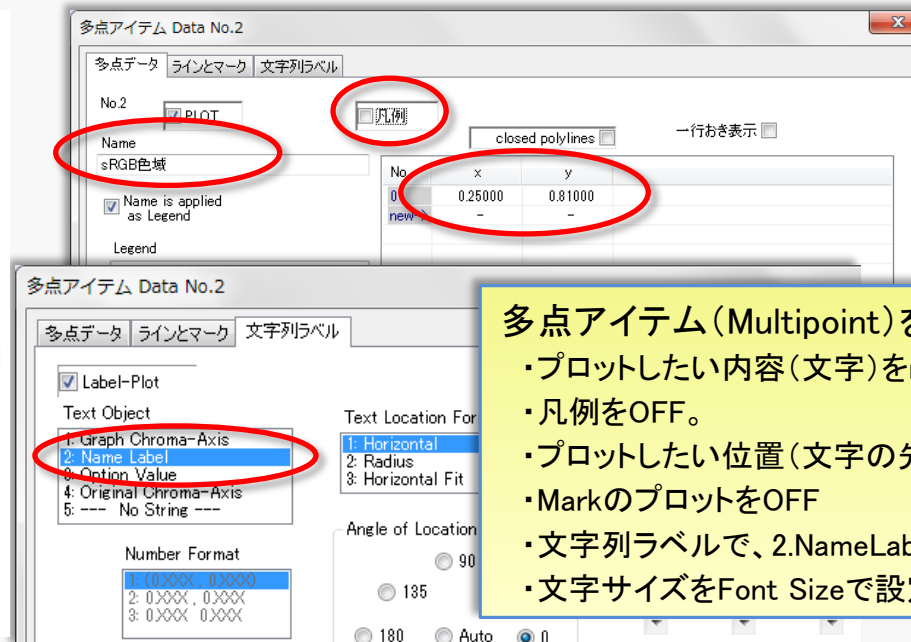 多点アイテム Data No.2
多点データ ラインとマーク 文字列ラベル
No.2
PLOT
凡例
closed polylines
一行おき表示
Name
sRGB色域
No. x y
0 0.25000 0.81000
new-> - -
Name is applied
as Legend
Legend
多点アイテム Data No.2
多点データ ラインとマーク 文字列ラベル
Label-Plot
Text Object
1: Graph Chroma-Axis
2: Name Label
3: Option Value
4: Original Chroma-Axis
5: --- No String ---
Text Location For
1: Horizontal
2: Radius
3: Horizontal Fit
Number Format
1: (0.XXX , 0.XXX)
2: 0.XXX , 0.XXX
3: 0.XXX 0.XXX
Angle of Location
90
135
180 Auto 0
多点アイテム（Multipoint）を
・プロットしたい内容（文字）を
・凡例をOFF。
・プロットしたい位置（文字の
・MarkのプロットをOFF
・文字列ラベルで、2.NameLab
・文字サイズをFont Sizeで設